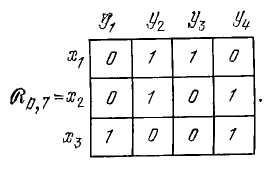 y₁ y₂ y₃ y₄
x₁ 0 1 1 0
ℛ₀,₇ = x₂ 0 1 0 1 .
x₃ 1 0 0 1